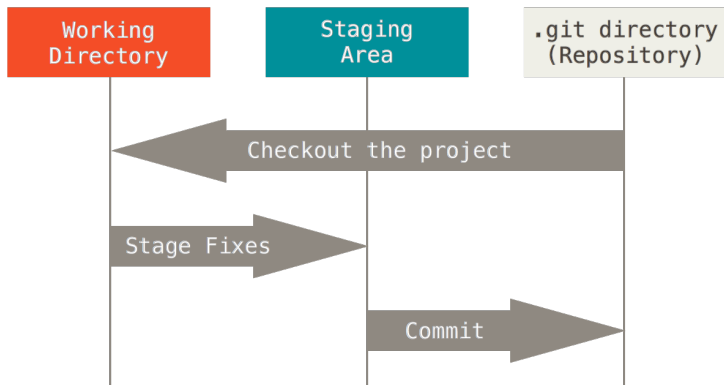 Working
Directory
Staging
Area
.git directory
(Repository)
Checkout the project
Stage Fixes
Commit